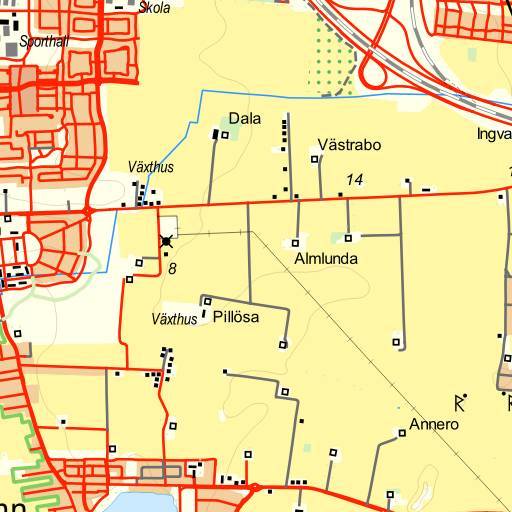 Skola
Sporthall
Dala
Västrabo
Ingva
Växthus
14
Almlunda
8
Växthus
Pillösa
R
R
Annero